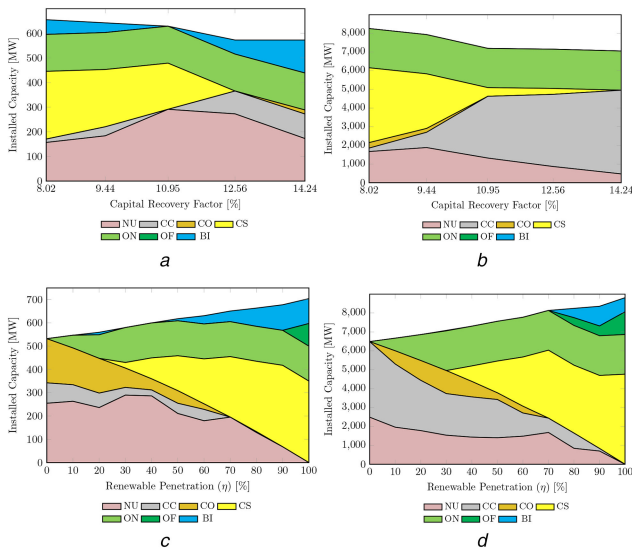 Installed Capacity [MW]
600
500
400
300
200
100
0
8.02 9.44 10.95 12.56 14.24
Capital Recovery Factor [%]
NU CC CO CS
ON OF BI
a
Installed Capacity [MW]
8,000
7,000
6,000
5,000
4,000
3,000
2,000
1,000
0
8.02 9.44 10.95 12.56 14.24
Capital Recovery Factor [%]
NU CC CO CS
ON OF BI
b
Installed Capacity [MW]
700
600
500
400
300
200
100
0
0 10 20 30 40 50 60 70 80 90 100
Renewable Penetration (η) [%]
NU CC CO CS
ON OF BI
c
Installed Capacity [MW]
8,000
7,000
6,000
5,000
4,000
3,000
2,000
1,000
0
0 10 20 30 40 50 60 70 80 90 100
Renewable Penetration (η) [%]
NU CC CO CS
ON OF BI
d